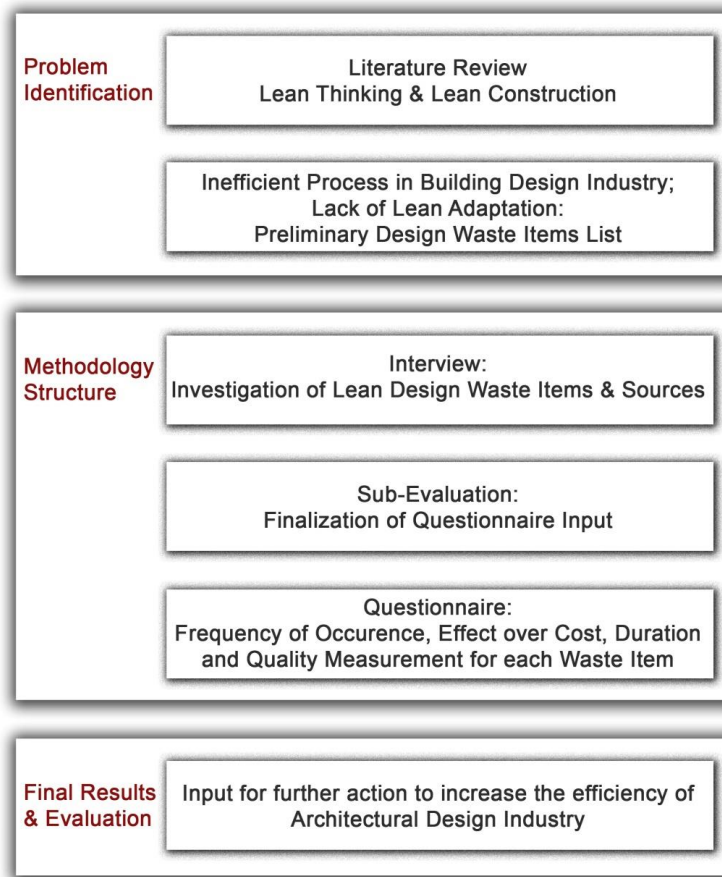 Problem
Identification
Literature Review
Lean Thinking & Lean Construction
Inefficient Process in Building Design Industry;
Lack of Lean Adaptation:
Preliminary Design Waste Items List
Methodology
Structure
Interview:
Investigation of Lean Design Waste Items & Sources
Sub-Evaluation:
Finalization of Questionnaire Input
Questionnaire:
Frequency of Occurence, Effect over Cost, Duration
and Quality Measurement for each Waste Item
Final Results
& Evaluation
Input for further action to increase the efficiency of
Architectural Design Industry